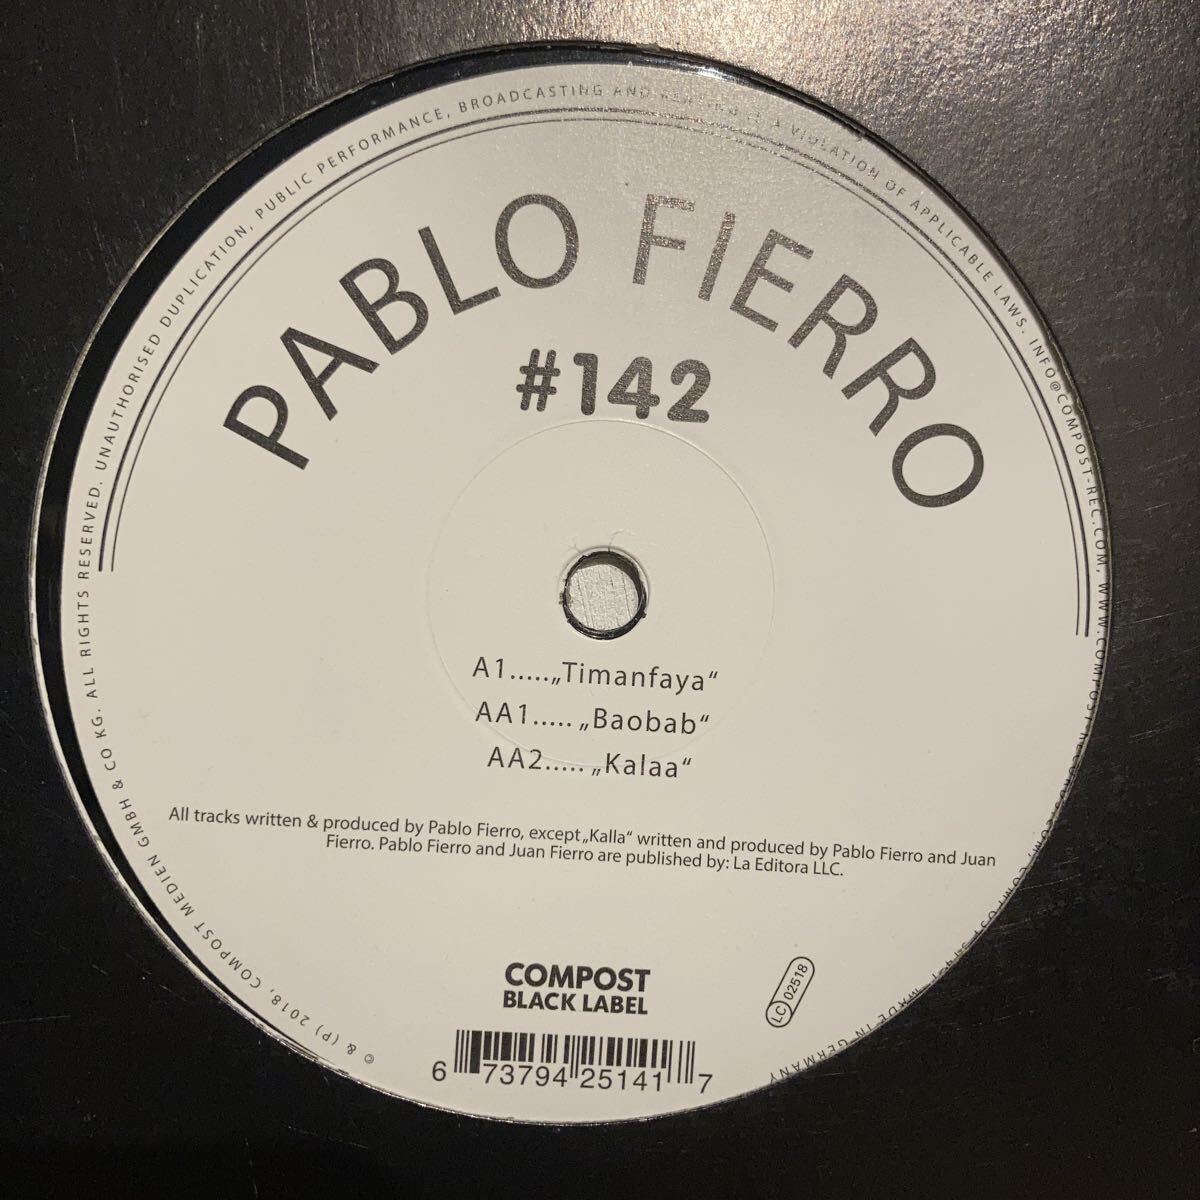 PABLO FIERRO
#142
A1.....„Timanfaya“
AA1..... „Baobab“
AA2..... „Kalaa“
All tracks written & produced by Pablo Fierro, except „Kalla“ written and produced by Pablo Fierro and Juan
Fierro. Pablo Fierro and Juan Fierro are published by: La Editora LLC.
COMPOST
BLACK LABEL
LC 02518
6 73794 25141 7
© & (P) 2018, COMPOST MEDIEN GMBH & CO KG. ALL RIGHTS RESERVED. UNAUTHORISED DUPLICATION, PUBLIC PERFORMANCE, BROADCASTING AND IS A VIOLATION OF APPLICABLE LAWS. INFO@COMPOST-REC.COM, WWW.COMPOST-RECORDS.COM, MADE IN GERMANY